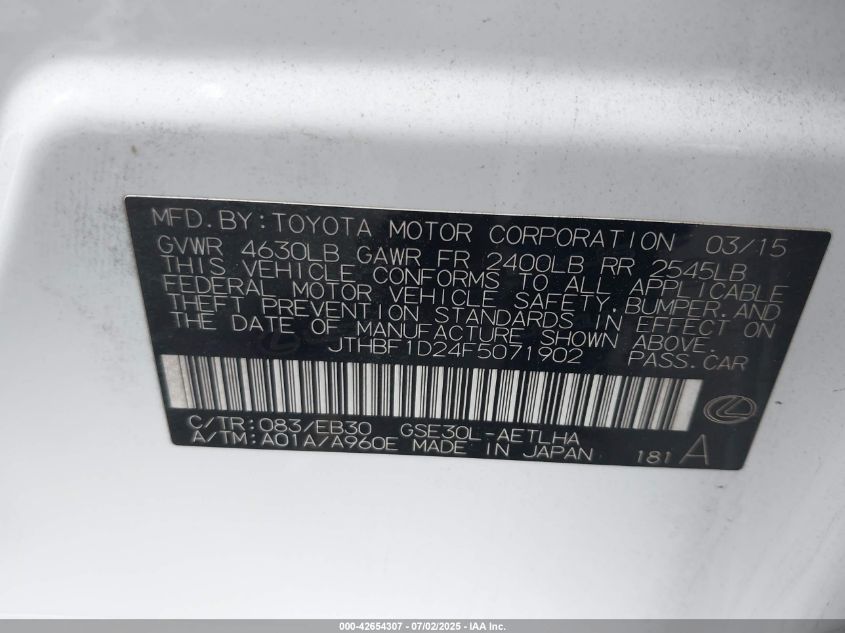 MFD. BY: TOYOTA MOTOR CORPORATION 03/15
GVWR 4630LB GAWR FR 2400LB RR 2545LB
THIS VEHICLE CONFORMS TO ALL APPLICABLE
FEDERAL MOTOR VEHICLE SAFETY, BUMPER, AND
THEFT PREVENTION STANDARDS IN EFFECT ON
THE DATE OF MANUFACTURE SHOWN ABOVE.
JTHBF1D24F5071902 PASS. CAR
C/TR: 083/EB30 GSE30L-AETLHA
A/TM: A01A/A960E MADE IN JAPAN 181 A
000-42654307 - 07/02/2025 - IAA Inc.